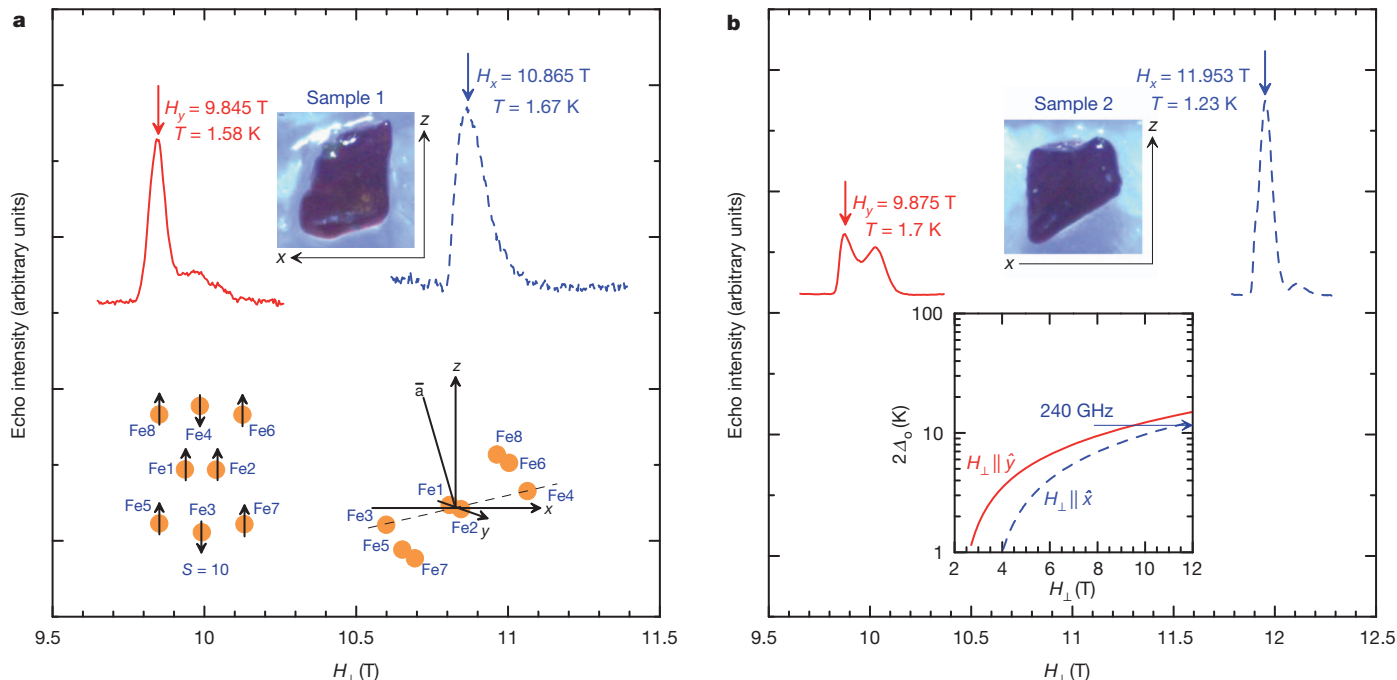 a
Echo intensity (arbitrary units)
Hy = 9.845 T
T = 1.58 K
Sample 1
z
x
Hx = 10.865 T
T = 1.67 K
Fe8
Fe4
Fe6
Fe1
Fe2
Fe5
Fe3
Fe7
S = 10
ā
z
Fe8
Fe6
Fe4
Fe1
Fe3
Fe2
x
y
Fe5
Fe7
9.5
10
10.5
11
11.5
H⊥ (T)
b
Echo intensity (arbitrary units)
Hy = 9.875 T
T = 1.7 K
Sample 2
z
x
Hx = 11.953 T
T = 1.23 K
100
10
1
2Δo (K)
240 GHz
H⊥ || ŷ
H⊥ || x̂
2
4
6
8
10
12
H⊥ (T)
9.5
10
10.5
11
11.5
12
12.5
H⊥ (T)